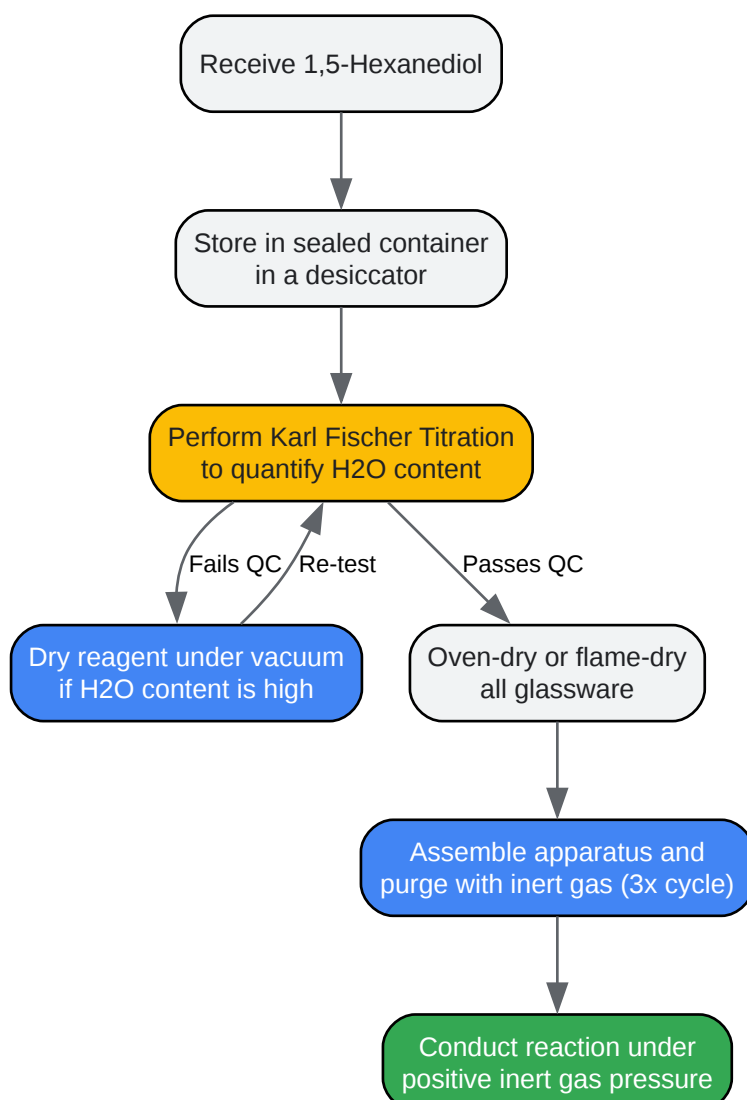 Receive 1,5-Hexanediol
Store in sealed container
in a desiccator
Perform Karl Fischer Titration
to quantify H2O content
Fails QC
Re-test
Passes QC
Dry reagent under vacuum
if H2O content is high
Oven-dry or flame-dry
all glassware
Assemble apparatus and
purge with inert gas (3x cycle)
Conduct reaction under
positive inert gas pressure